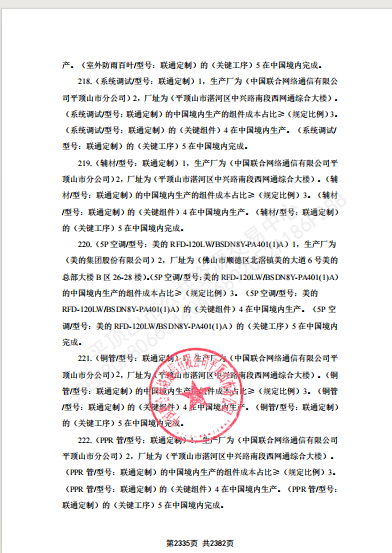 产。（室外防雨百叶/型号：联通定制）的（关键工序）5 在中国境内完成。
218.（系统调试/型号：联通定制）1，生产厂为（中国联合网络通信有限公
司平顶山市分公司）2，厂址为（平顶山市湛河区中兴路南段西网通综合大楼）。
（系统调试/型号：联通定制）的中国境内生产的组件成本占比≥（规定比例）3。
（系统调试/型号：联通定制）的（关键组件）4 在中国境内生产。（系统调试/
型号：联通定制）的（关键工序）5 在中国境内完成。
219.（辅材/型号：联通定制）1，生产厂为（中国联合网络通信有限公司平
顶山市分公司）2，厂址为（平顶山市湛河区中兴路南段西网通综合大楼）。（辅
材/型号：联通定制）的中国境内生产的组件成本占比≥（规定比例）3。（辅材
/型号：联通定制）的（关键组件）4 在中国境内生产。（辅材/型号：联通定制）
的（关键工序）5 在中国境内完成。
220.（5P 空调/型号：美的 RFD-120LW/BSDN8Y-PA401(1)A）1，生产厂为
（美的集团股份有限公司）2，厂址为（佛山市顺德区北滘镇美的大道 6 号美的
总部大楼 B 区 26-28 楼）。（5P 空调/型号：美的 RFD-120LW/BSDN8Y-PA401(1)A）
的中国境内生产的组件成本占比≥（规定比例）3。（5P 空调/型号：美的
RFD-120LW/BSDN8Y-PA401(1)A）的（关键组件）4 在中国境内生产。（5P 空
调/型号：美的 RFD-120LW/BSDN8Y-PA401(1)A）的（关键工序）5 在中国境内
完成。
221.（铜管/型号：联通定制）1，生产厂为（中国联合网络通信有限公司平
顶山市分公司）2，厂址为（平顶山市湛河区中兴路南段西网通综合大楼）。（铜
管/型号：联通定制）的中国境内生产的组件成本占比≥（规定比例）3。（铜管
/型号：联通定制）的（关键组件）4 在中国境内生产。（铜管/型号：联通定制）
的（关键工序）5 在中国境内完成。
222.（PPR 管/型号：联通定制）1，生产厂为（中国联合网络通信有限公司
平顶山市分公司）2，厂址为（平顶山市湛河区中兴路南段西网通综合大楼）。
（PPR 管/型号：联通定制）的中国境内生产的组件成本占比≥（规定比例）3。
（PPR 管/型号：联通定制）的（关键组件）4 在中国境内生产。（PPR 管/型号：
联通定制）的（关键工序）5 在中国境内完成。
第2335页 共2382页